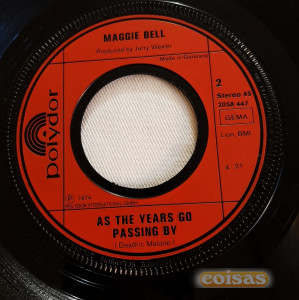 MAGGIE BELL
Produced by Jerry Wexler
Made in Germany
2
Stereo 45
2058 447
GEMA
Lion, BMI
polydor
Ⓟ 1974
AS THE YEARS GO
PASSING BY
(Deadric Malone)
coisas